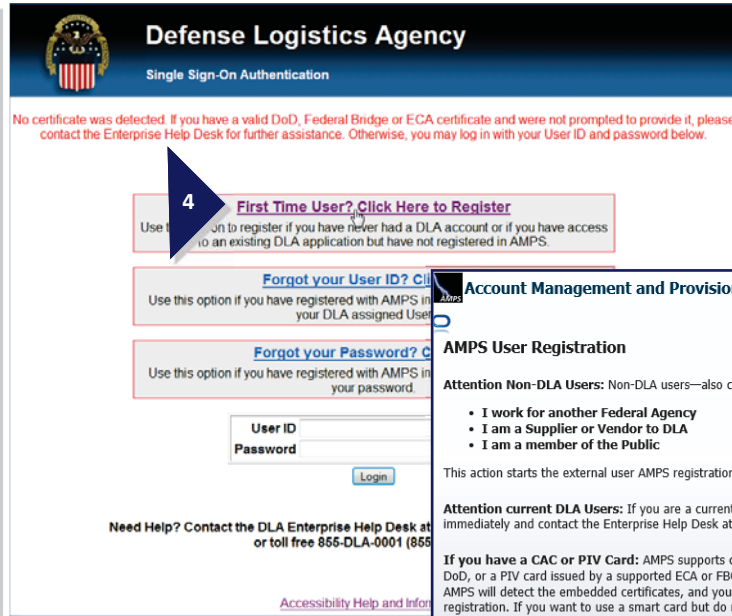 Defense Logistics Agency
Single Sign-On Authentication
No certificate was detected. If you have a valid DoD, Federal Bridge or ECA certificate and were not prompted to provide it, please
contact the Enterprise Help Desk for further assistance. Otherwise, you may log in with your User ID and password below.
4
First Time User? Click Here to Register
Use on to register if you have never had a DLA account or if you have access
to an existing DLA application but have not registered in AMPS.
Forgot your User ID? Cli
Use this option if you have registered with AMPS in
your DLA assigned User
Forgot your Password? C
Use this option if you have registered with AMPS in
your password.
User ID
Password
Login
Need Help? Contact the DLA Enterprise Help Desk at
or toll free 855-DLA-0001 (855
Accessibility Help and Infor
AMPS
Account Management and Provision
AMPS User Registration
Attention Non-DLA Users: Non-DLA users—also c
• I work for another Federal Agency
• I am a Supplier or Vendor to DLA
• I am a member of the Public
This action starts the external user AMPS registration
Attention current DLA Users: If you are a current
immediately and contact the Enterprise Help Desk at
If you have a CAC or PIV Card: AMPS supports c
DoD, or a PIV card issued by a supported ECA or FB
AMPS will detect the embedded certificates, and you
registration. If you want to use a smart card but do